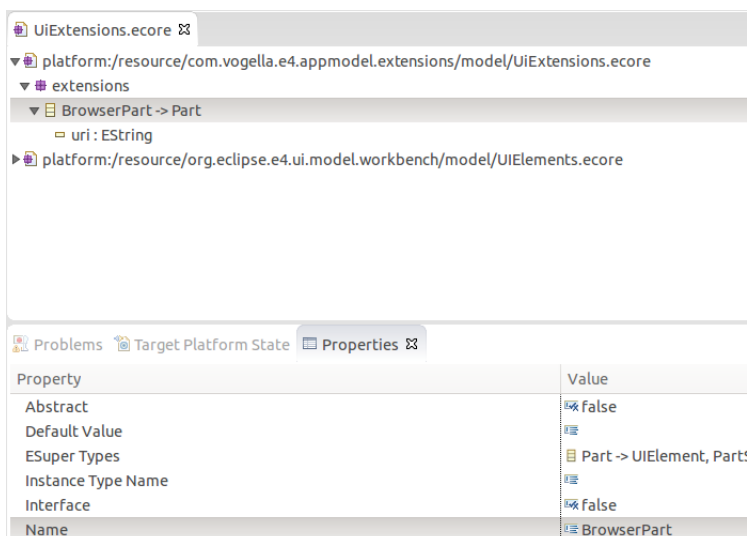 UiExtensions.ecore
platform:/resource/com.vogella.e4.appmodel.extensions/model/UiExtensions.ecore
extensions
BrowserPart -> Part
uri : EString
platform:/resource/org.eclipse.e4.ui.model.workbench/model/UIElements.ecore
Problems Target Platform State Properties
Property Value
Abstract false
Default Value
ESuper Types Part -> UIElement, PartS
Instance Type Name
Interface false
Name BrowserPart